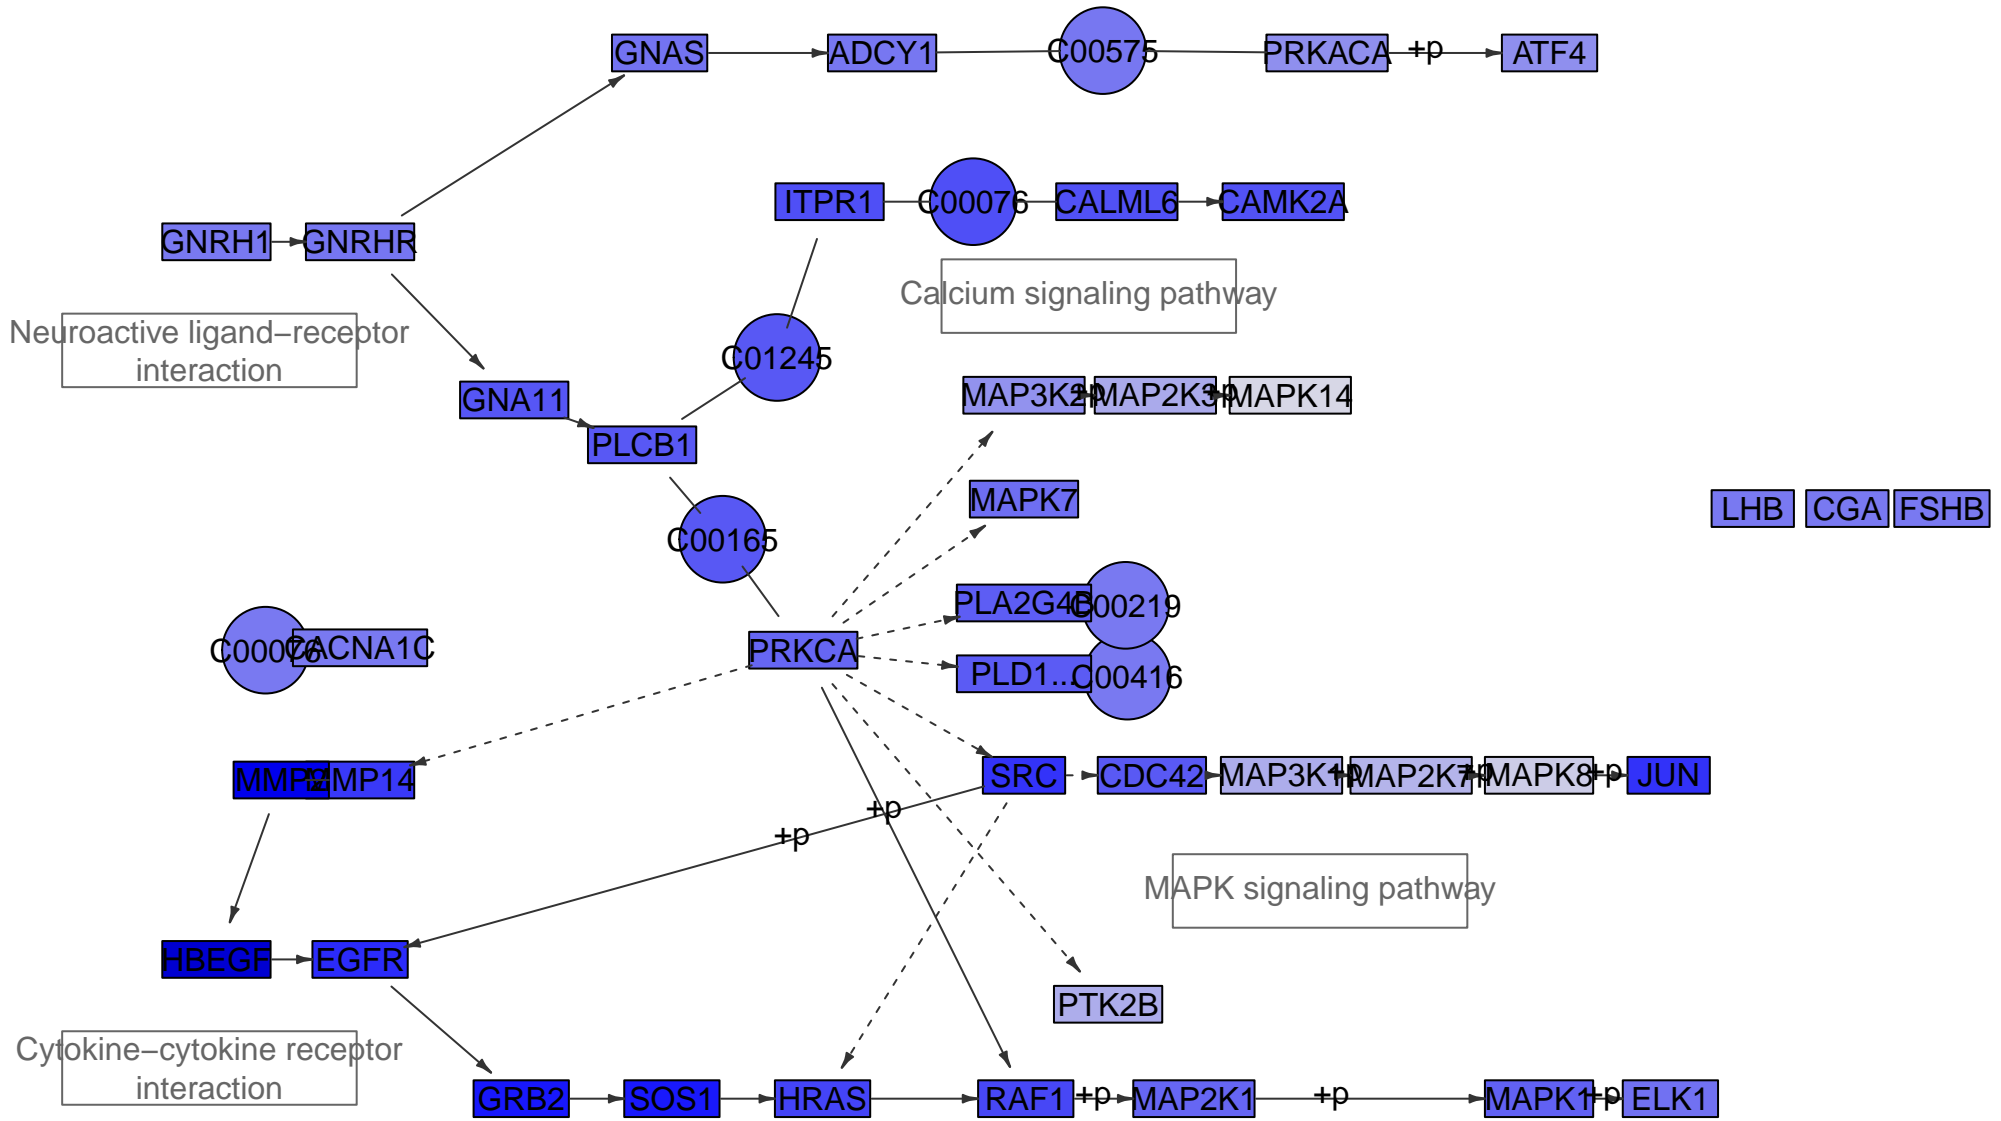 GNAS
ADCY1
C00575
PRKACA
+p
ATF4
ITPR1
C00076
CALML6
CAMK2A
GNRH1
GNRHR
Calcium signaling pathway
Neuroactive ligand−receptor
interaction
C01245
GNA11
PLCB1
MAP3K2
+p
MAP2K3
+p
MAPK14
MAPK7
LHB
CGA
FSHB
C00165
PLA2G4B
C00219
C00076
CACNA1C
PRKCA
PLD1...
C00416
MMP2
MMP14
SRC
CDC42
MAP3K1
+p
MAP2K7
+p
MAPK8
+p
JUN
+p
+p
MAPK signaling pathway
HBEGF
EGFR
PTK2B
Cytokine−cytokine receptor
interaction
GRB2
SOS1
HRAS
RAF1
+p
MAP2K1
+p
MAPK1
+p
ELK1